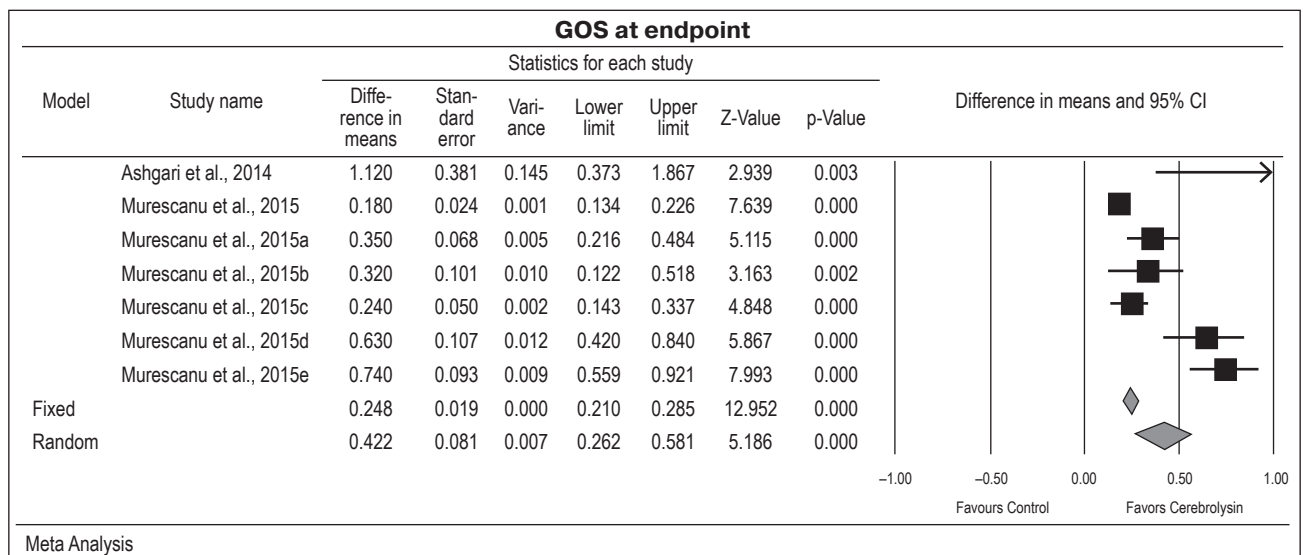 GOS at endpoint
Statistics for each study
Model Study name Diffe-rence in means Stan-dard error Vari-ance Lower limit Upper limit Z-Value p-Value Difference in means and 95% CI
Ashgari et al., 2014 1.120 0.381 0.145 0.373 1.867 2.939 0.003
Murescanu et al., 2015 0.180 0.024 0.001 0.134 0.226 7.639 0.000
Murescanu et al., 2015a 0.350 0.068 0.005 0.216 0.484 5.115 0.000
Murescanu et al., 2015b 0.320 0.101 0.010 0.122 0.518 3.163 0.002
Murescanu et al., 2015c 0.240 0.050 0.002 0.143 0.337 4.848 0.000
Murescanu et al., 2015d 0.630 0.107 0.012 0.420 0.840 5.867 0.000
Murescanu et al., 2015e 0.740 0.093 0.009 0.559 0.921 7.993 0.000
Fixed 0.248 0.019 0.000 0.210 0.285 12.952 0.000
Random 0.422 0.081 0.007 0.262 0.581 5.186 0.000
–1.00 –0.50 0.00 0.50 1.00
Favours Control Favors Cerebrolysin
Meta Analysis